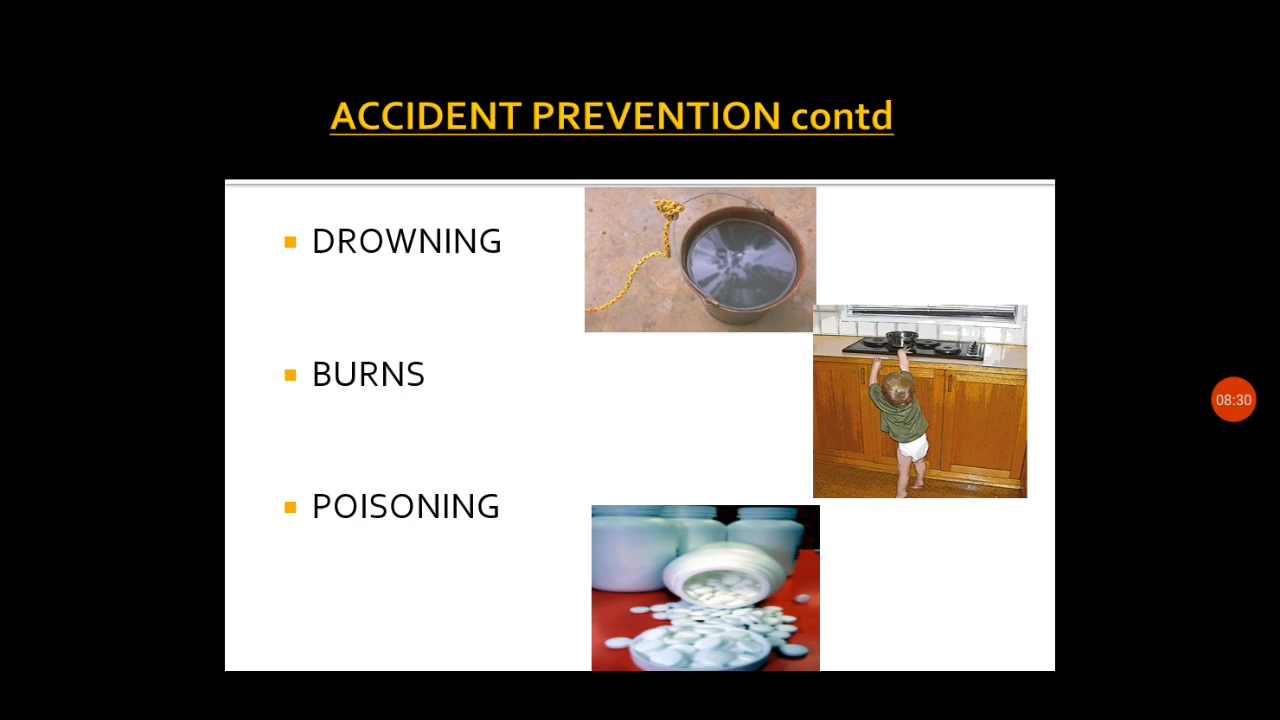 ACCIDENT PREVENTION contd
DROWNING
BURNS
08:30
POISONING